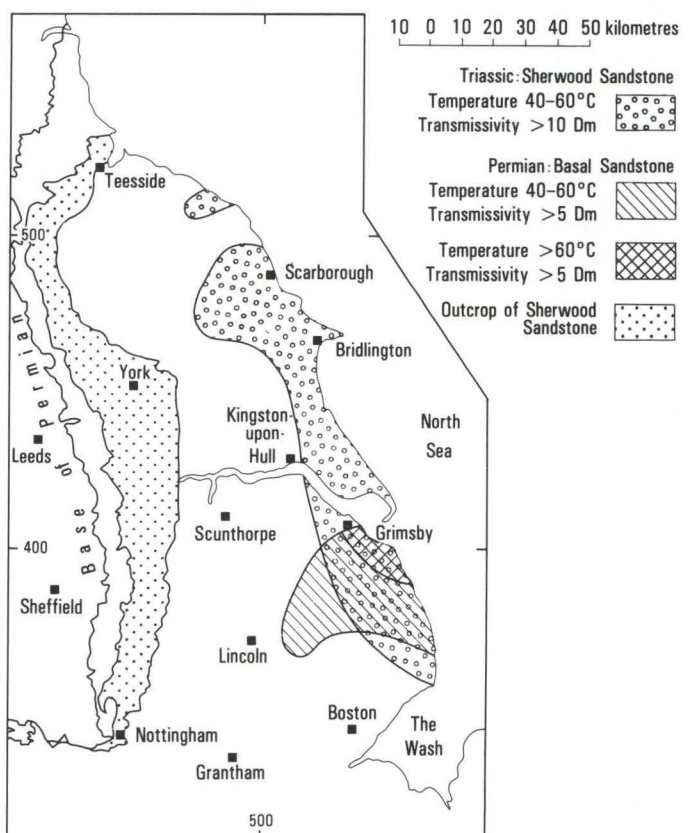 10 0 10 20 30 40 50 kilometres
Triassic: Sherwood Sandstone
Temperature 40–60°C
Transmissivity >10 Dm
Permian: Basal Sandstone
Temperature 40–60°C
Transmissivity >5 Dm
Temperature >60°C
Transmissivity >5 Dm
Outcrop of Sherwood
Sandstone
Teesside
500
Scarborough
Bridlington
York
Base of Permian
Leeds
Kingston-
upon-
Hull
North
Sea
Scunthorpe
Grimsby
400
Sheffield
Lincoln
Nottingham
Boston
The
Wash
Grantham
500